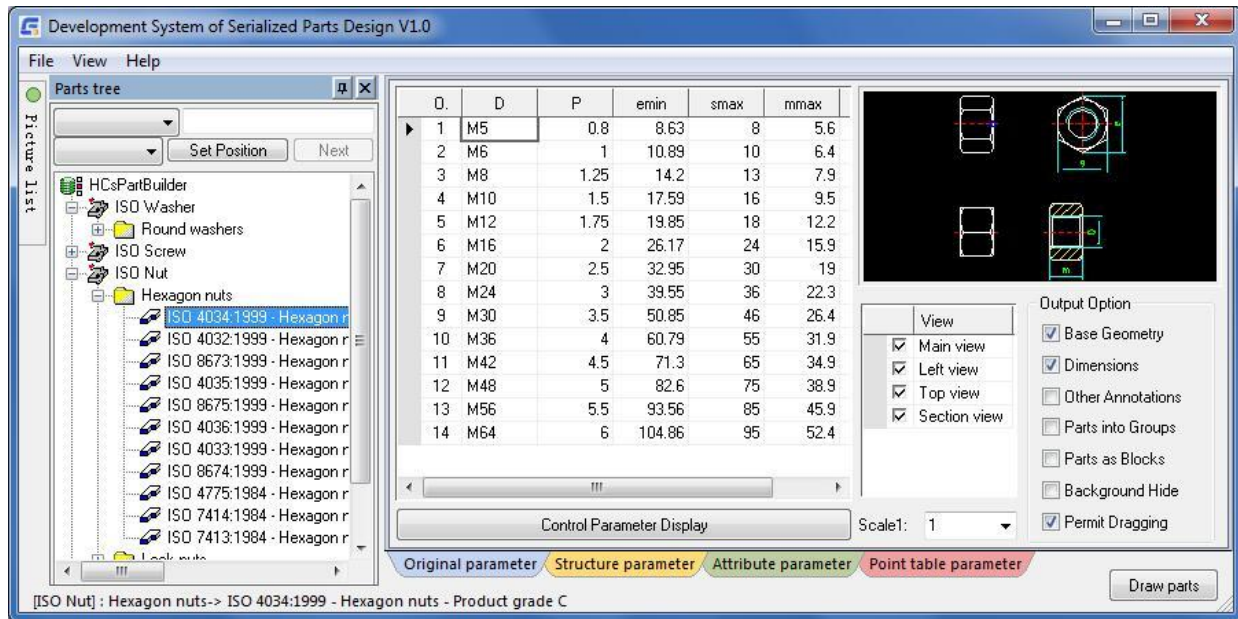 Development System of Serialized Parts Design V1.0
File View Help
Picture list
Parts tree
Set Position Next
HCsPartBuilder
ISO Washer
Round washers
ISO Screw
ISO Nut
Hexagon nuts
ISO 4034:1999 - Hexagon
ISO 4032:1999 - Hexagon
ISO 8673:1999 - Hexagon
ISO 4035:1999 - Hexagon
ISO 8675:1999 - Hexagon
ISO 4036:1999 - Hexagon
ISO 4033:1999 - Hexagon
ISO 8674:1999 - Hexagon
ISO 4775:1984 - Hexagon
ISO 7414:1984 - Hexagon
ISO 7413:1984 - Hexagon
O. D P emin smax mmax
1 M5 0.8 8.63 8 5.6
2 M6 1 10.89 10 6.4
3 M8 1.25 14.2 13 7.9
4 M10 1.5 17.59 16 9.5
5 M12 1.75 19.85 18 12.2
6 M16 2 26.17 24 15.9
7 M20 2.5 32.95 30 19
8 M24 3 39.55 36 22.3
9 M30 3.5 50.85 46 26.4
10 M36 4 60.79 55 31.9
11 M42 4.5 71.3 65 34.9
12 M48 5 82.6 75 38.9
13 M56 5.5 93.56 85 45.9
14 M64 6 104.86 95 52.4
Control Parameter Display
m
View
Main view
Left view
Top view
Section view
Output Option
Base Geometry
Dimensions
Other Annotations
Parts into Groups
Parts as Blocks
Background Hide
Permit Dragging
Scale1: 1
Original parameter Structure parameter Attribute parameter Point table parameter
Draw parts
[ISO Nut] : Hexagon nuts-> ISO 4034:1999 - Hexagon nuts - Product grade C